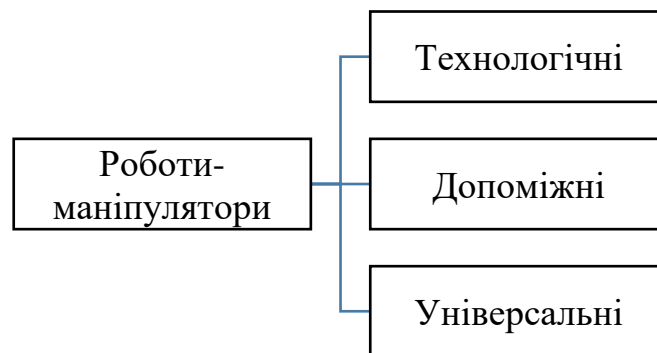 Технологічні
Роботи-
маніпулятори
Допоміжні
Універсальні